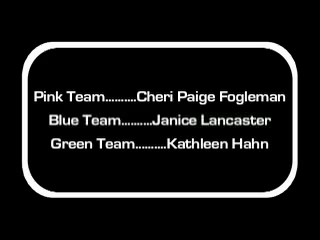 Pink Team..........Cheri Paige Fogleman
Blue Team..........Janice Lancaster
Green Team..........Kathleen Hahn